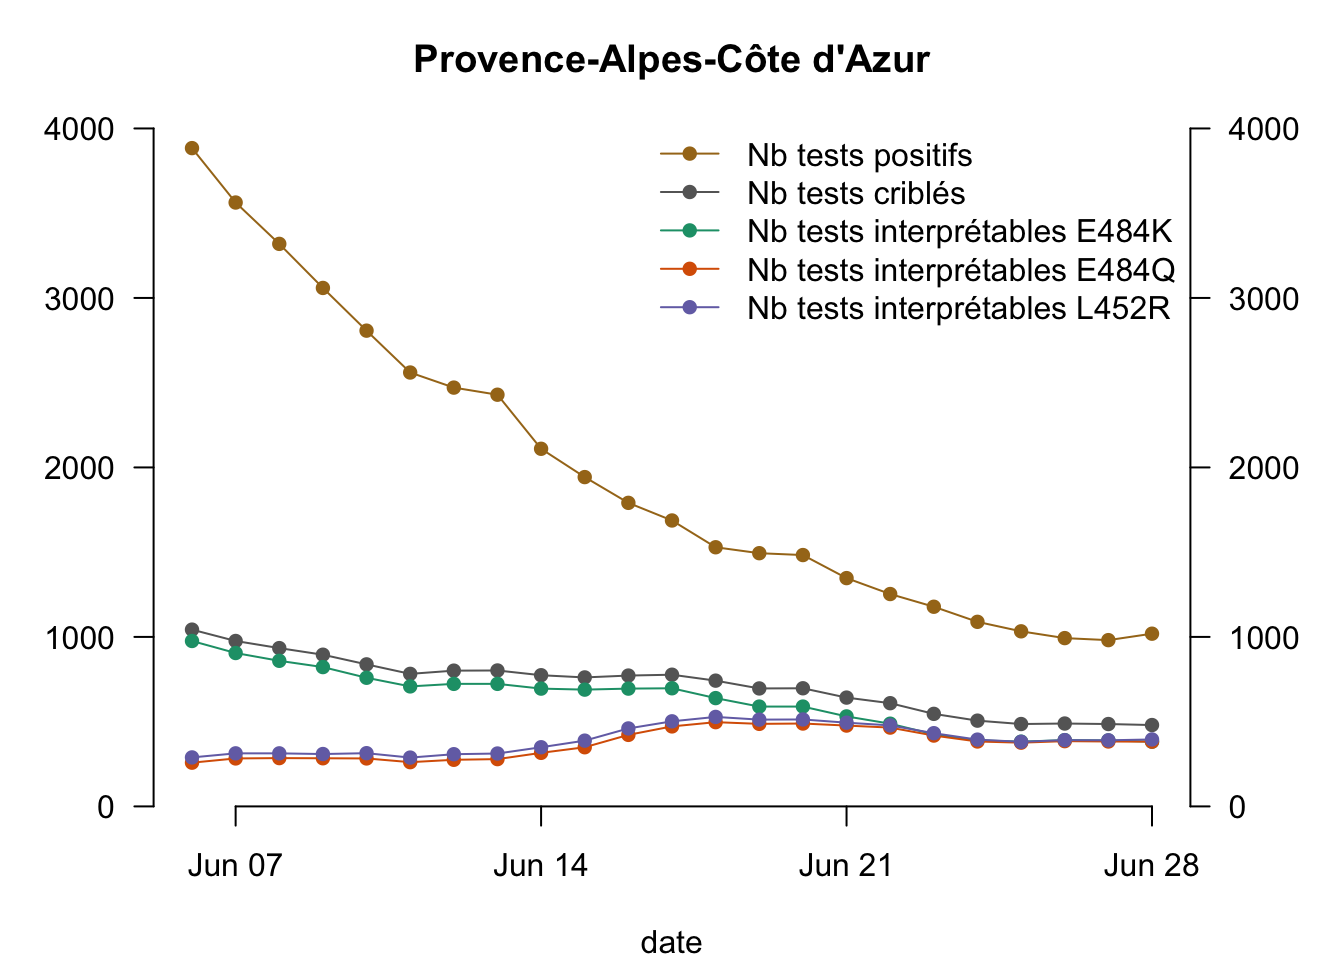 Provence-Alpes-Côte d'Azur
4000
3000
2000
1000
0
Nb tests positifs
Nb tests criblés
Nb tests interprétables E484K
Nb tests interprétables E484Q
Nb tests interprétables L452R
4000
3000
2000
1000
0
Jun 07 Jun 14 Jun 21 Jun 28
date